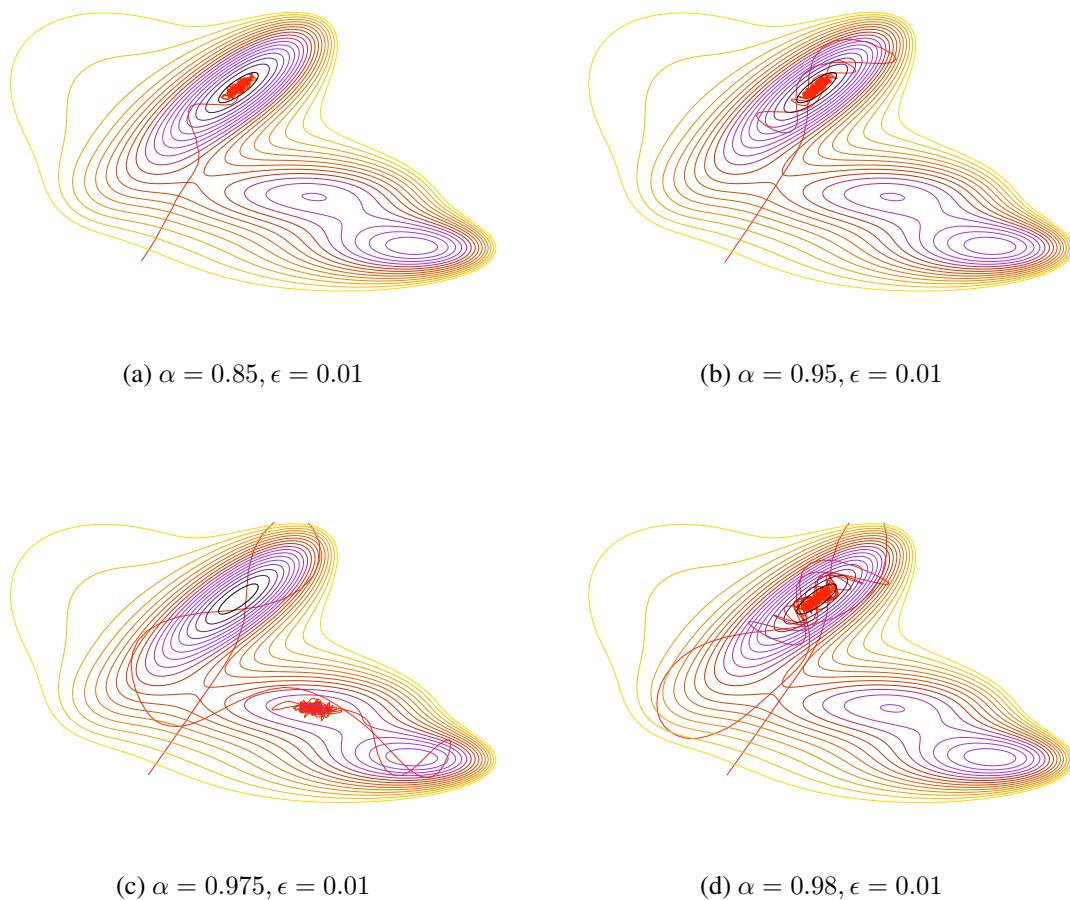 (a) α = 0.85, ϵ = 0.01
(b) α = 0.95, ϵ = 0.01
(c) α = 0.975, ϵ = 0.01
(d) α = 0.98, ϵ = 0.01